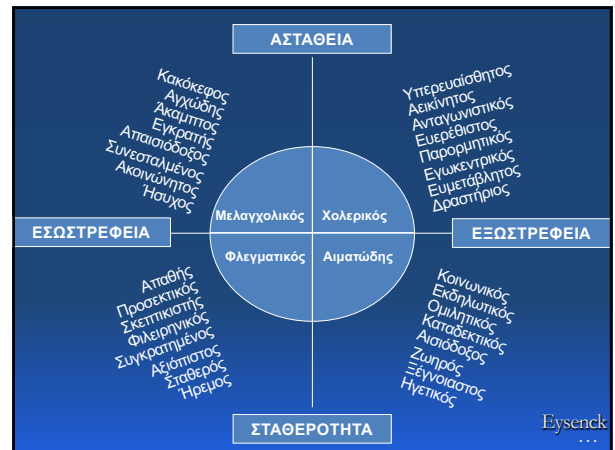 ΑΣΤΑΘΕΙΑ
Κακόκεφος
Αγχώδης
Άκαμπτος
Εγκρατής
Απαισιόδοξος
Συνεσταλμένος
Ακοινώνητος
Ήσυχος
Υπερευαίσθητος
Αεικίνητος
Ανταγωνιστικός
Ευερέθιστος
Παρορμητικός
Εγωκεντρικός
Ευμετάβλητος
Δραστήριος
Μελαγχολικός
Χολερικός
ΕΣΩΣΤΡΕΦΕΙΑ
ΕΞΩΣΤΡΕΦΕΙΑ
Φλεγματικός
Αιματώδης
Απαθής
Προσεκτικός
Σκεπτικιστής
Φιλειρηνικός
Συγκρατημένος
Αξιόπιστος
Σταθερός
Ήρεμος
Κοινωνικός
Εκδηλωτικός
Ομιλητικός
Καταδεκτικός
Αισιόδοξος
Ζωηρός
Ξέγνοιαστος
Ηγετικός
ΣΤΑΘΕΡΟΤΗΤΑ
Eysenck
...